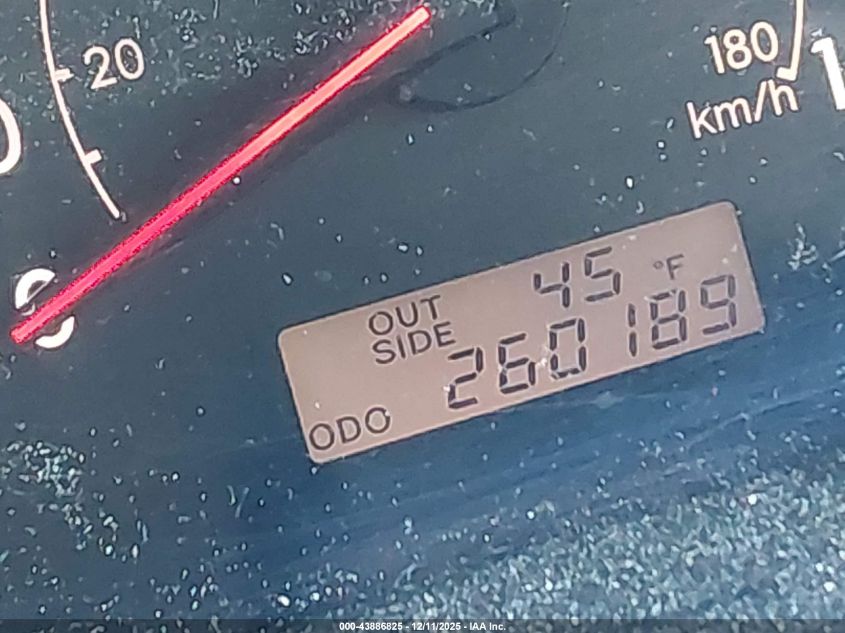 20
180
km/h
OUT
SIDE
45 °F
ODO 260189
000-43886825 - 12/11/2025 - IAA Inc.